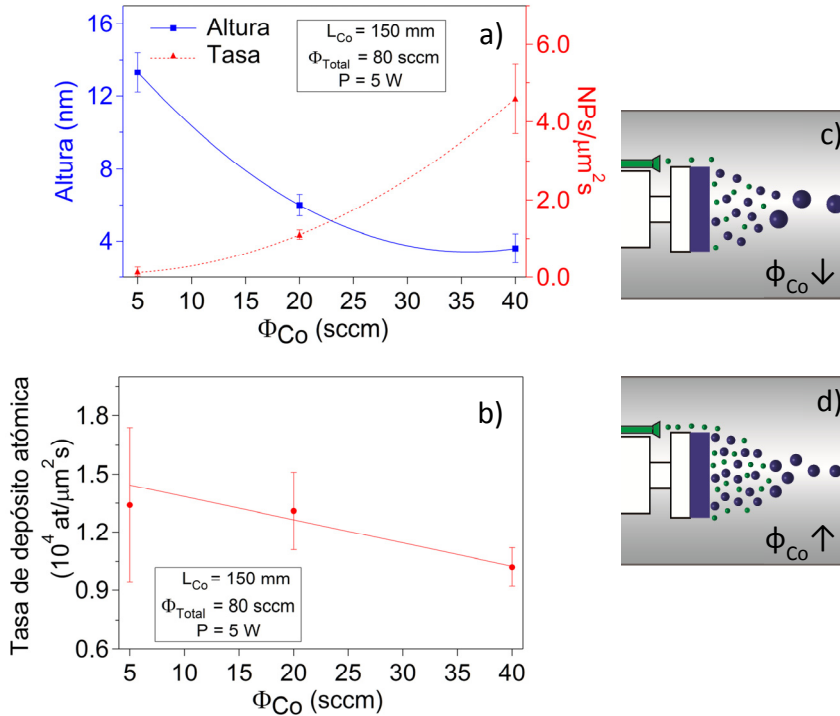 a)
Altura
Tasa
L_Co = 150 mm
Φ_Total = 80 sccm
P = 5 W
16
12
8
4
Altura (nm)
6.0
4.0
2.0
0.0
NPs/μm²s
5 10 15 20 25 30 35 40
Φ_Co (sccm)
b)
1.8
1.5
1.2
0.9
0.6
Tasa de depósito atómica
(10⁴ at/μm²s)
L_Co = 150 mm
Φ_Total = 80 sccm
P = 5 W
5 10 15 20 25 30 35 40
Φ_Co (sccm)
c)
ϕ_Co ↓
d)
ϕ_Co ↑